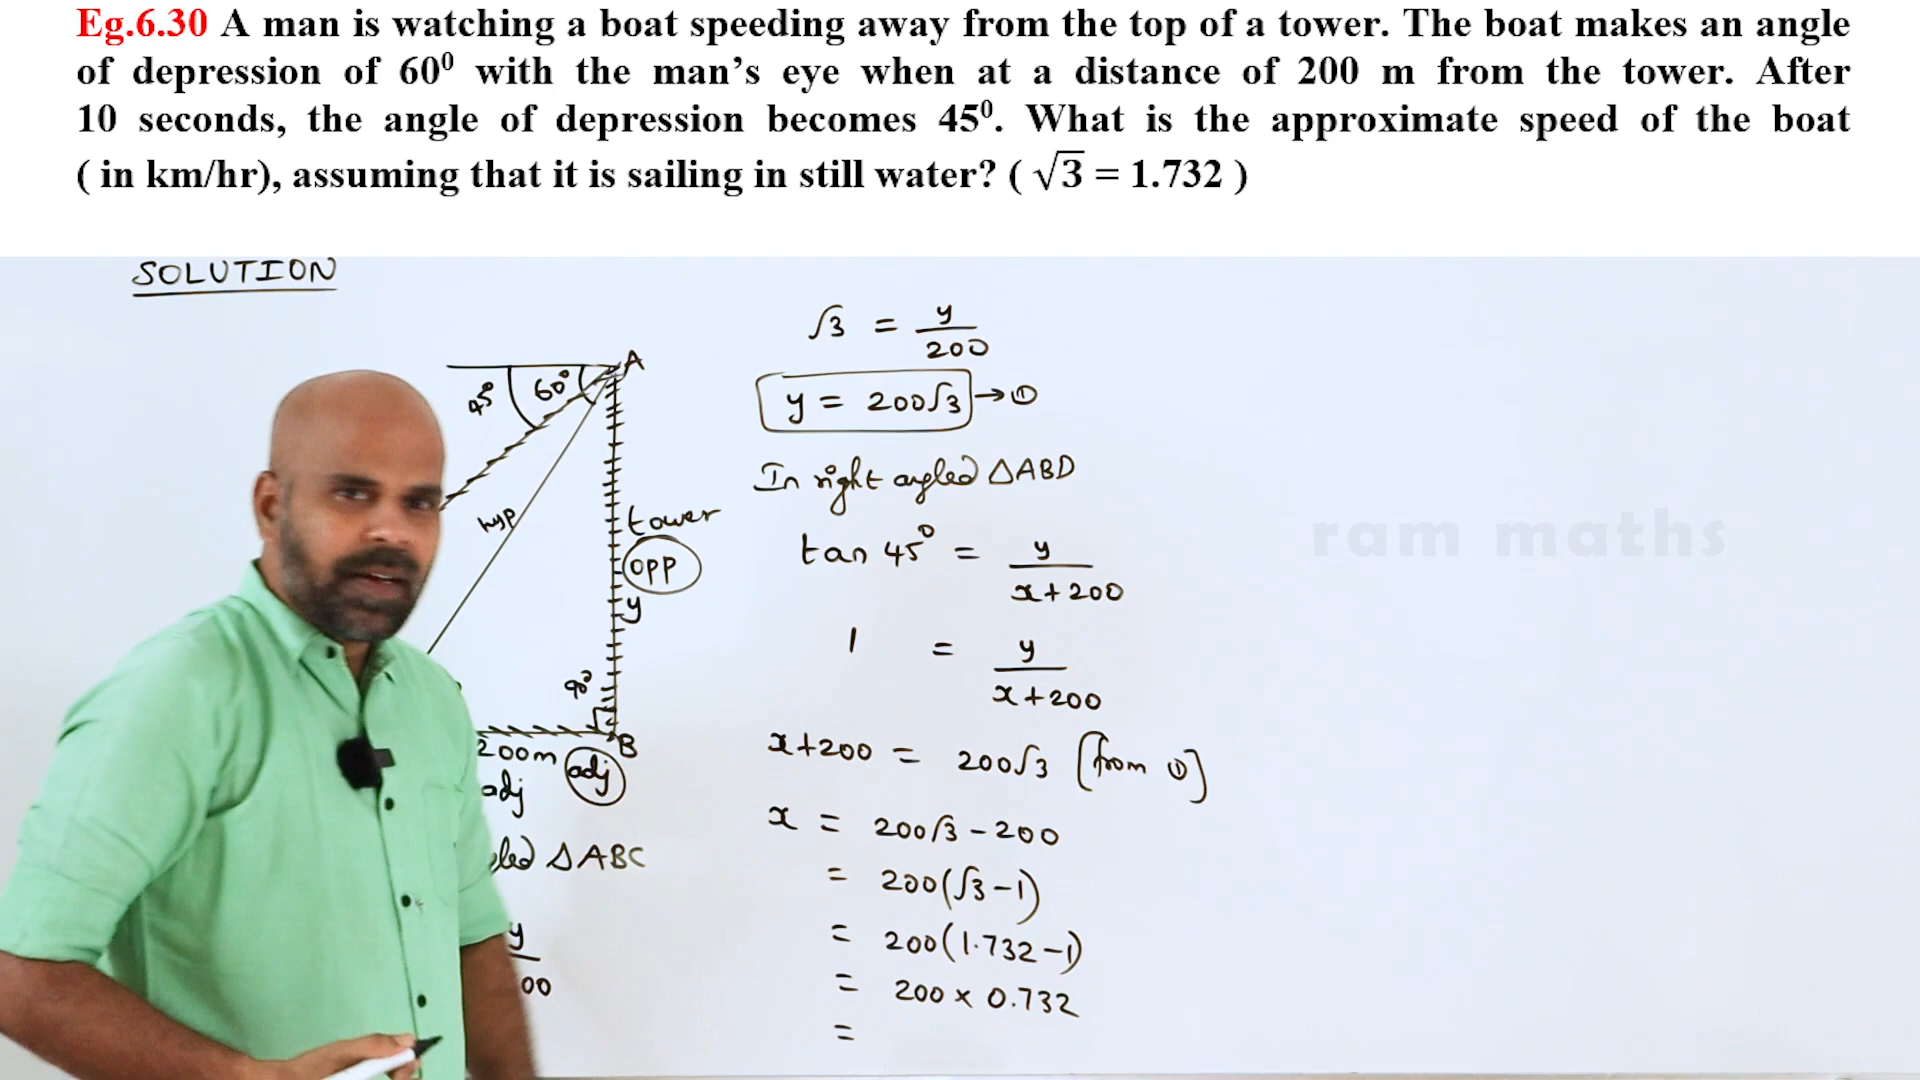 Eg.6.30 A man is watching a boat speeding away from the top of a tower. The boat makes an angle
of depression of 60⁰ with the man’s eye when at a distance of 200 m from the tower. After
10 seconds, the angle of depression becomes 45⁰. What is the approximate speed of the boat
( in km/hr), assuming that it is sailing in still water? ( √3 = 1.732 )
SOLUTION
A
45°
60°
hyp
tower
opp
y
90°
B
200m
adj
adj
△ABC
y
00
√3 = y/200
y = 200√3 → ①
In right angled △ABD
tan 45° = y/x+200
1 = y/x+200
x+200 = 200√3 [from ①]
x = 200√3 - 200
= 200(√3-1)
= 200(1.732-1)
= 200 x 0.732
=
ram maths